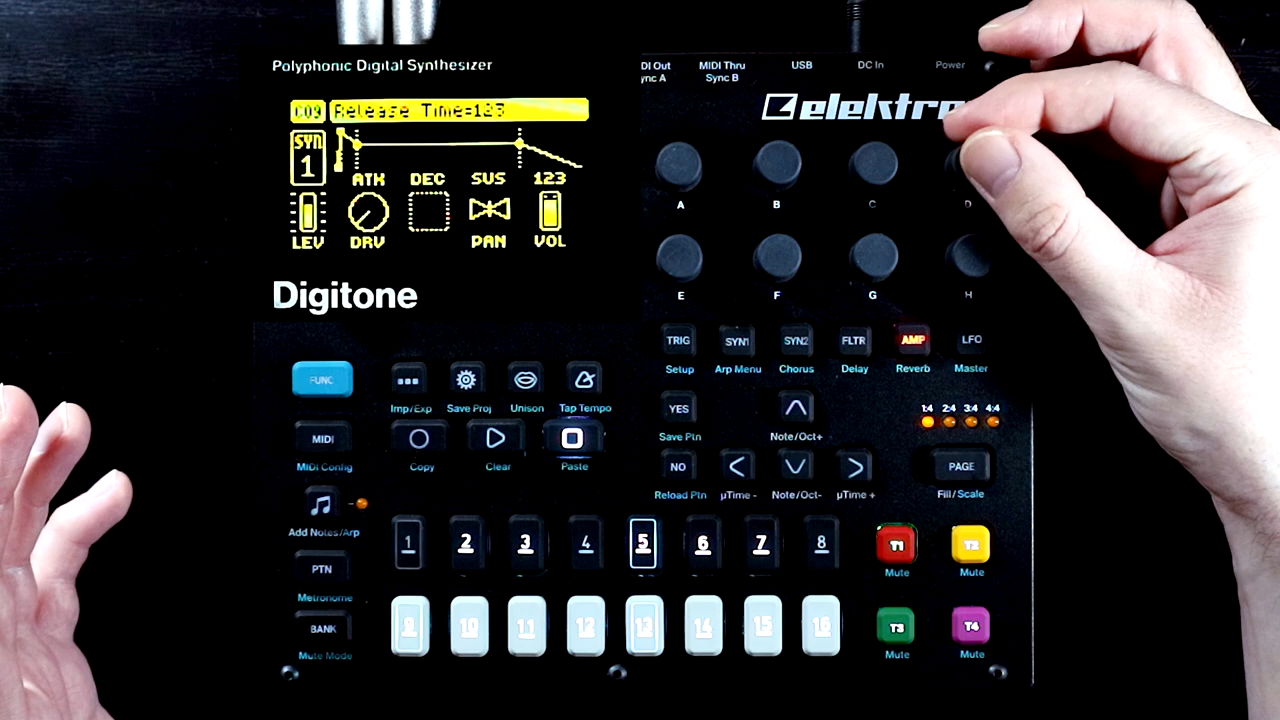 Polyphonic Digital Synthesizer
C09 Release Time=123
SYN
1
ATK DEC SUS 123
LEV DRV PAN VOL
Digitone
DI Out MIDI Thru USB DC In Power
ync A Sync B
elektro
A B C D
E F G H
TRIG SYN1 SYN2 FLTR AMP LFO
Setup Arp Menu Chorus Delay Reverb Master
FUNC
Imp/Exp Save Proj Unison Tap Tempo
YES
Save Ptn Note/Oct+
1:4 2:4 3:4 4:4
MIDI
MIDI Config Copy Clear Paste
NO PAGE
Reload Ptn µTime - Note/Oct- µTime + Fill/Scale
Add Notes/Arp
1 2 3 4 5 6 7 8 T1 T2
Mute Mute
PTN
Metronome
9 10 11 12 13 14 15 16 T3 T4
BANK
Mute Mode Mute Mute